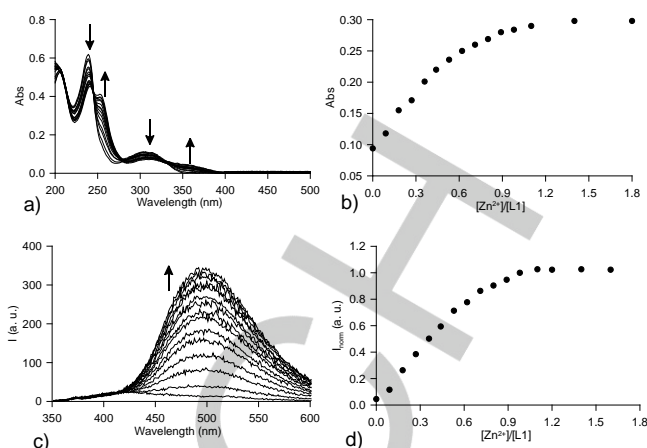 0.8
0.6
0.4
0.2
0.0
Abs
200 250 300 350 400 450 500
Wavelength (nm)
a)
0.30
0.25
0.20
0.15
0.10
0.05
Abs
0.0 0.3 0.6 0.9 1.2 1.5 1.8
[Zn²⁺]/[L1]
b)
400
300
200
100
0
I (a. u.)
350 400 450 500 550 600
Wavelength (nm)
c)
1.2
1.0
0.8
0.6
0.4
0.2
0.0
Inorm (a. u.)
0.0 0.3 0.6 0.9 1.2 1.5 1.8
[Zn²⁺]/[L1]
d)